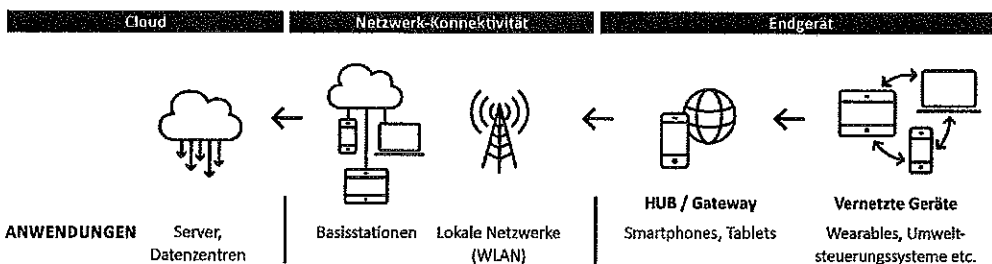 Cloud
Netzwerk-Konnektivität
Endgerät
HUB / Gateway
Vernetzte Geräte
ANWENDUNGEN
Server,
Datenzentren
Basisstationen
Lokale Netzwerke
(WLAN)
Smartphones, Tablets
Wearables, Umwelt-
steuerungssysteme etc.